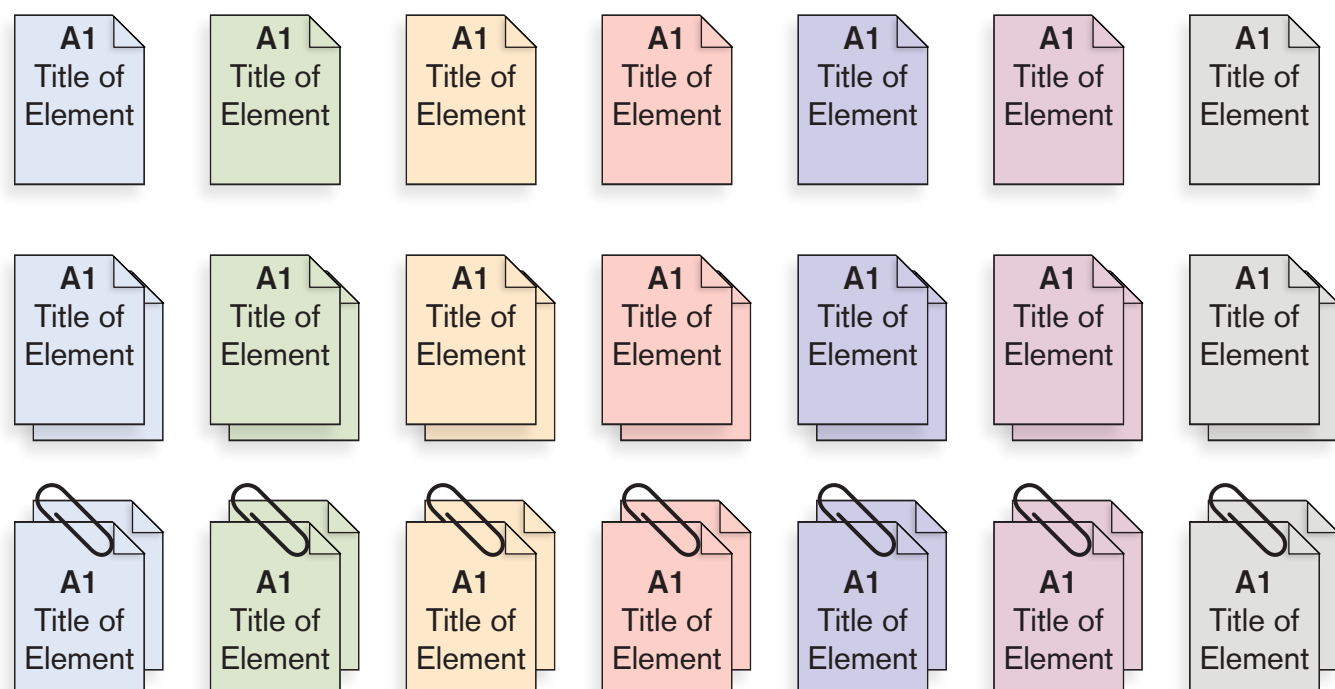 A1 A1 A1 A1 A1 A1 A1
Title of Title of Title of Title of Title of Title of Title of
Element Element Element Element Element Element Element
A1 A1 A1 A1 A1 A1 A1
Title of Title of Title of Title of Title of Title of Title of
Element Element Element Element Element Element Element
A1 A1 A1 A1 A1 A1 A1
Title of Title of Title of Title of Title of Title of Title of
Element Element Element Element Element Element Element